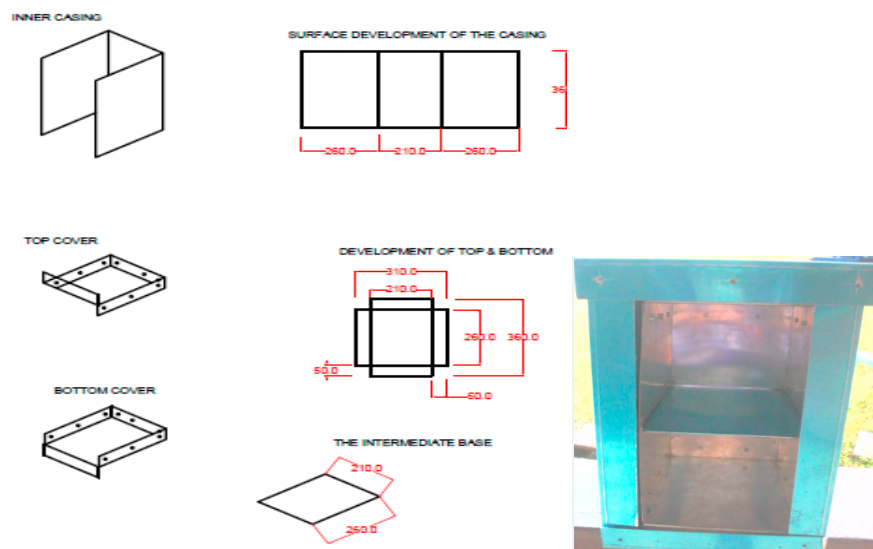 INNER CASING
SURFACE DEVELOPMENT OF THE CASING
260.0
210.0
260.0
TOP COVER
DEVELOPMENT OF TOP & BOTTOM
310.0
210.0
260.0
360.0
50.0
50.0
BOTTOM COVER
THE INTERMEDIATE BASE
210.0
260.0